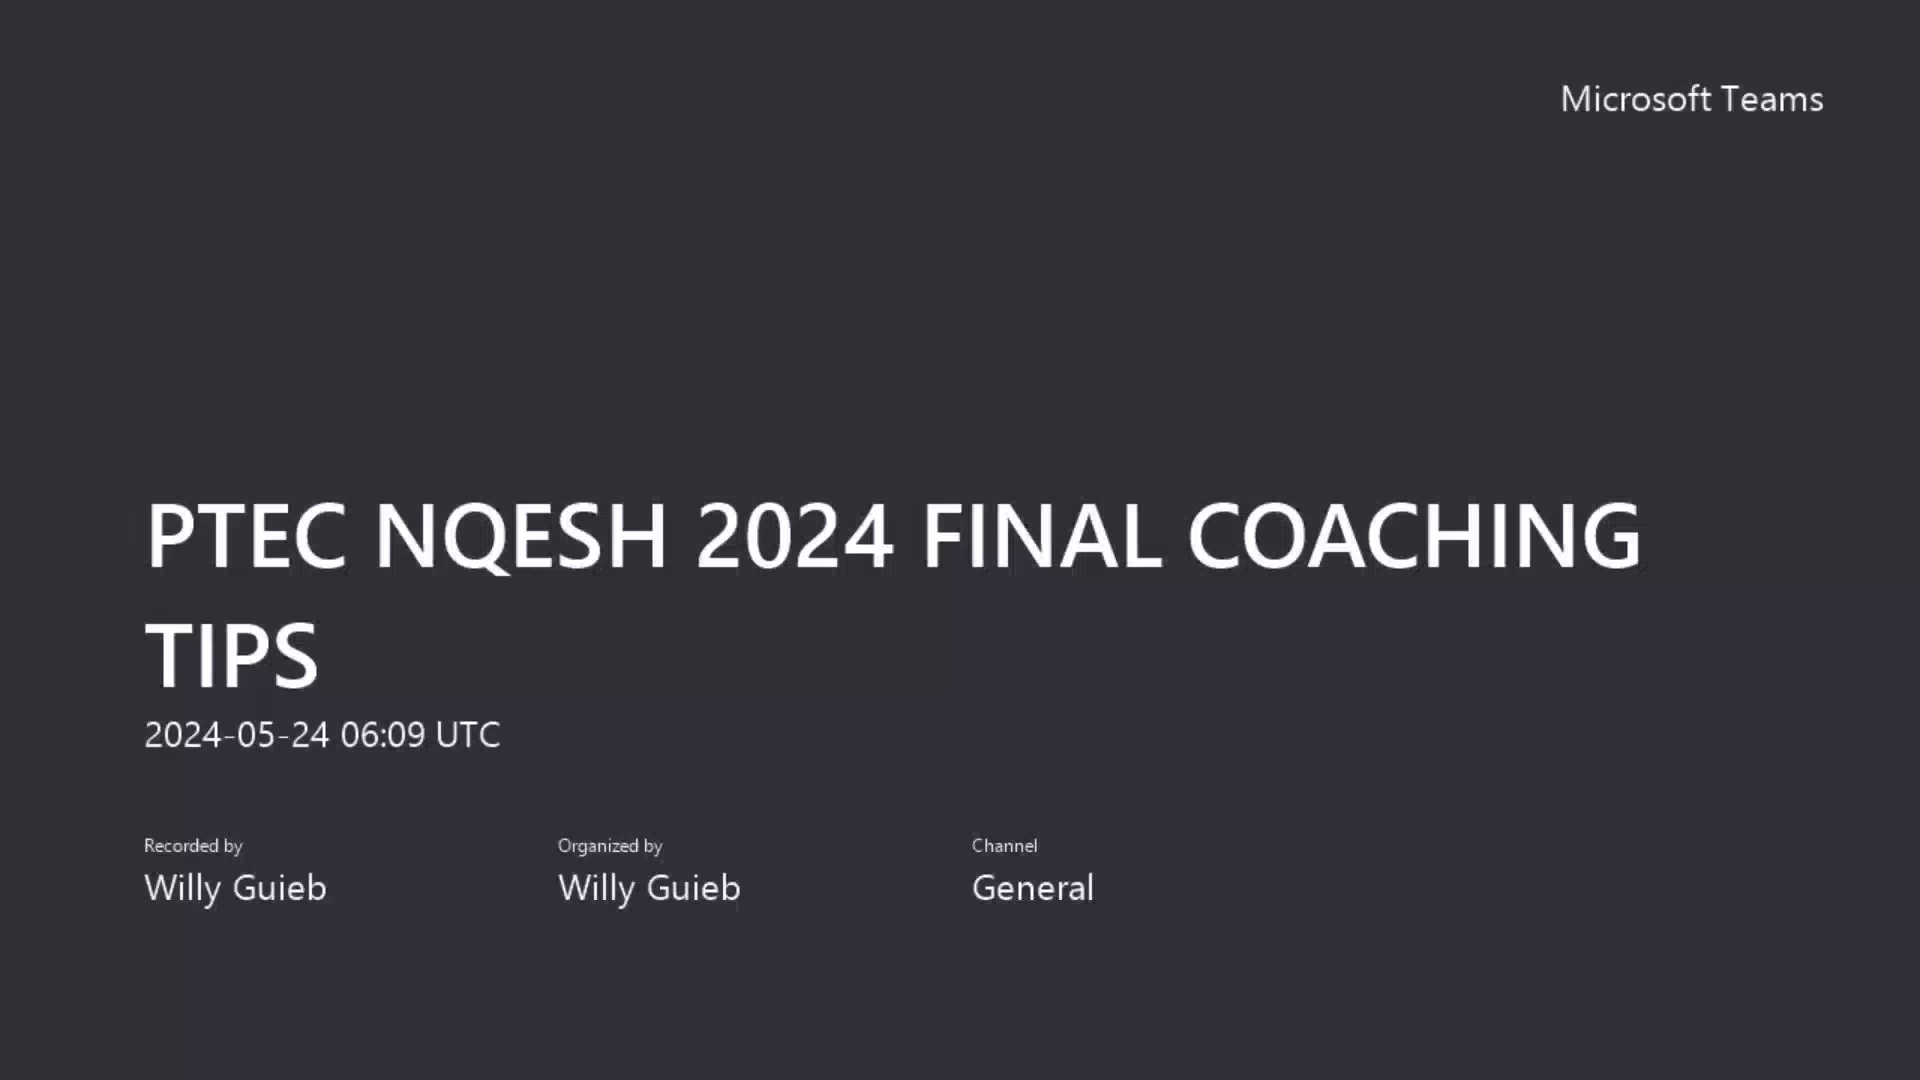 Microsoft Teams
PTEC NQESH 2024 FINAL COACHING
TIPS
2024-05-24 06:09 UTC
Recorded by
Willy Guieb
Organized by
Willy Guieb
Channel
General